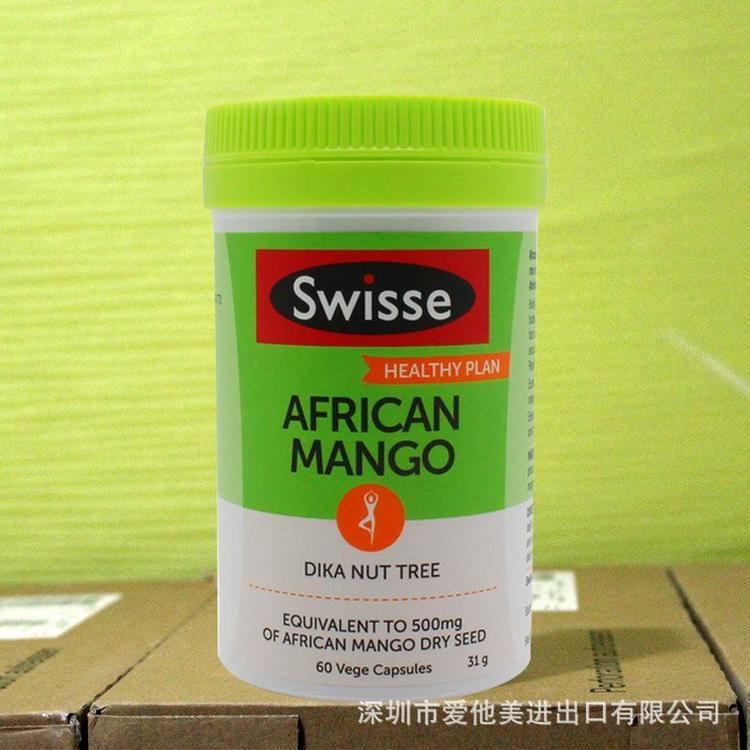 Swisse
HEALTHY PLAN
AFRICAN
MANGO
DIKA NUT TREE
EQUIVALENT TO 500mg
OF AFRICAN MANGO DRY SEED
60 Vege Capsules 31 g
深圳市爱他美进出口有限公司